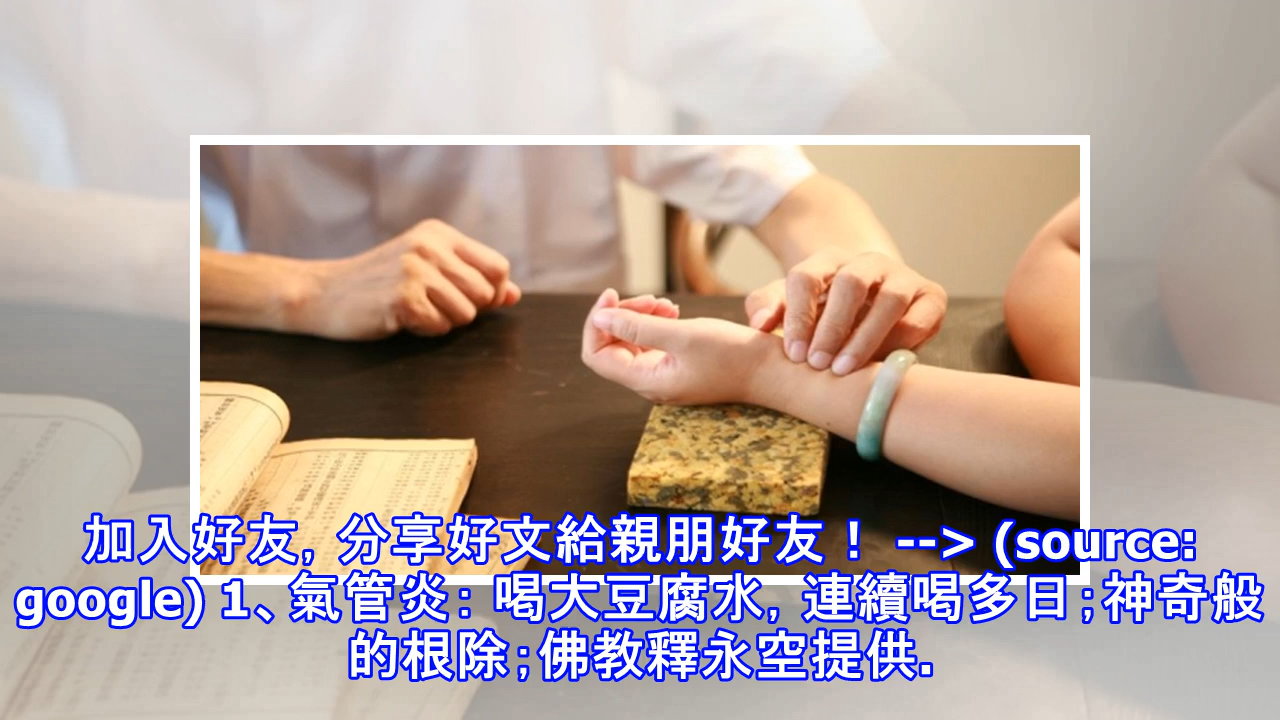 加入好友, 分享好文給親朋好友！ --> (source:
google) 1、氣管炎: 喝大豆腐水, 連續喝多日;神奇般
的根除;佛教釋永空提供.